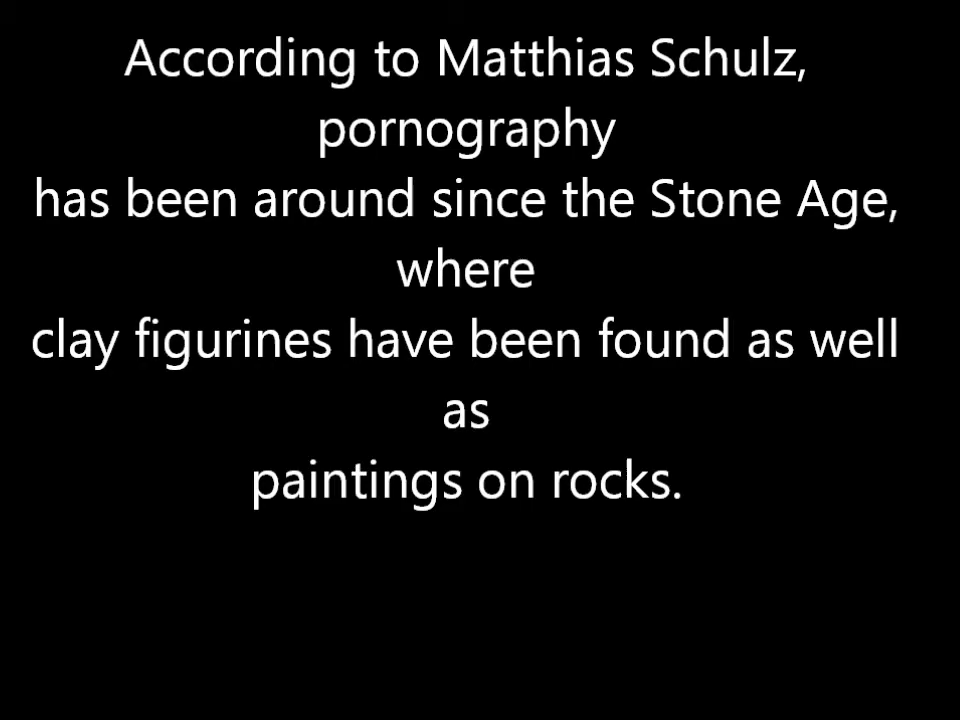 According to Matthias Schulz,
pornography
has been around since the Stone Age,
where
clay figurines have been found as well
as
paintings on rocks.